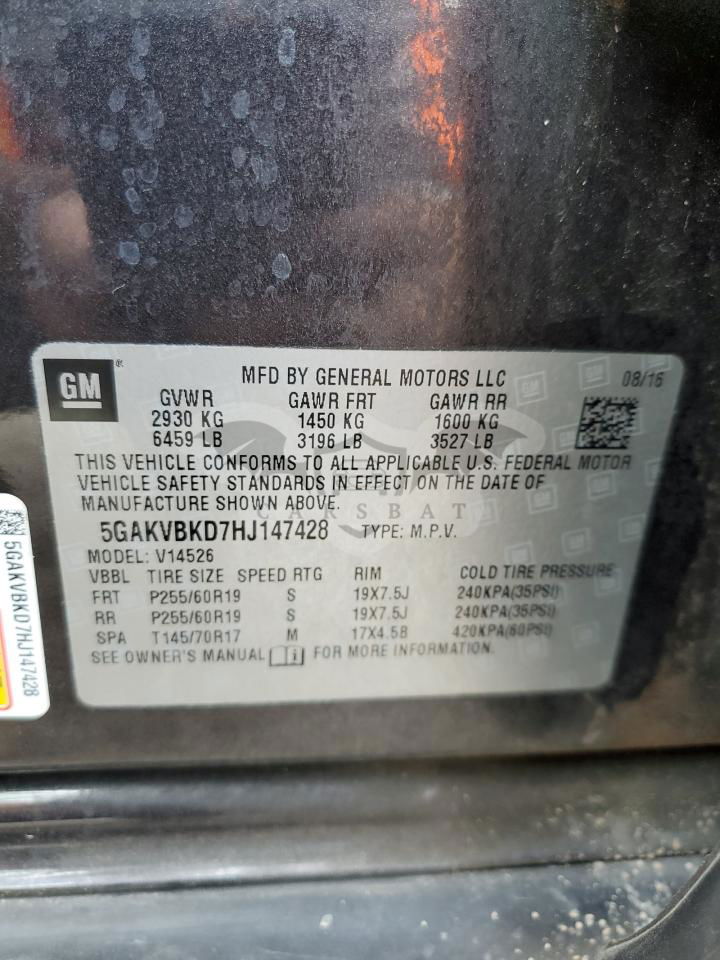 GM ®
MFD BY GENERAL MOTORS LLC 08/16
GVWR GAWR FRT GAWR RR
2930 KG 1450 KG 1600 KG
6459 LB 3196 LB 3527 LB
THIS VEHICLE CONFORMS TO ALL APPLICABLE U.S. FEDERAL MOTOR
VEHICLE SAFETY STANDARDS IN EFFECT ON THE DATE OF
MANUFACTURE SHOWN ABOVE.
CARSBAT
5GAKVBKD7HJ147428 TYPE: M.P.V.
MODEL: V14526
VBBL TIRE SIZE SPEED RTG RIM COLD TIRE PRESSURE
FRT P255/60R19 S 19X7.5J 240KPA(35PSI)
RR P255/60R19 S 19X7.5J 240KPA(35PSI)
SPA T145/70R17 M 17X4.5B 420KPA(60PSI)
SEE OWNER'S MANUAL FOR MORE INFORMATION.
5GAKVBKD7HJ147428